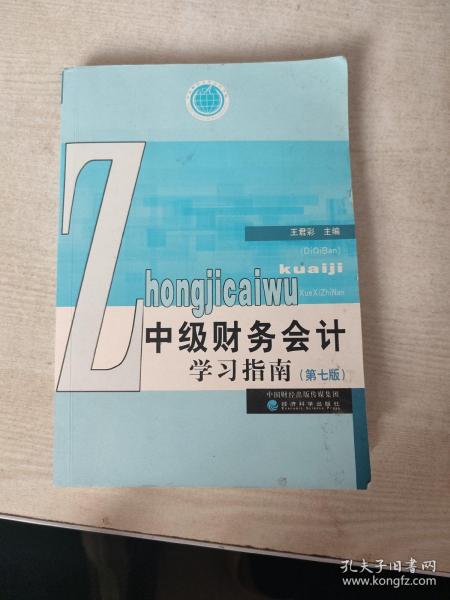 王君彩 主编
(DiQiBan)
kuaiji
XueXiZhiNan
Zhongjicaiwu
中级财务会计
学习指南(第七版)
中国财经出版传媒集团
经济科学出版社
Economic Science Press
孔夫子旧书网
www.kongfz.com